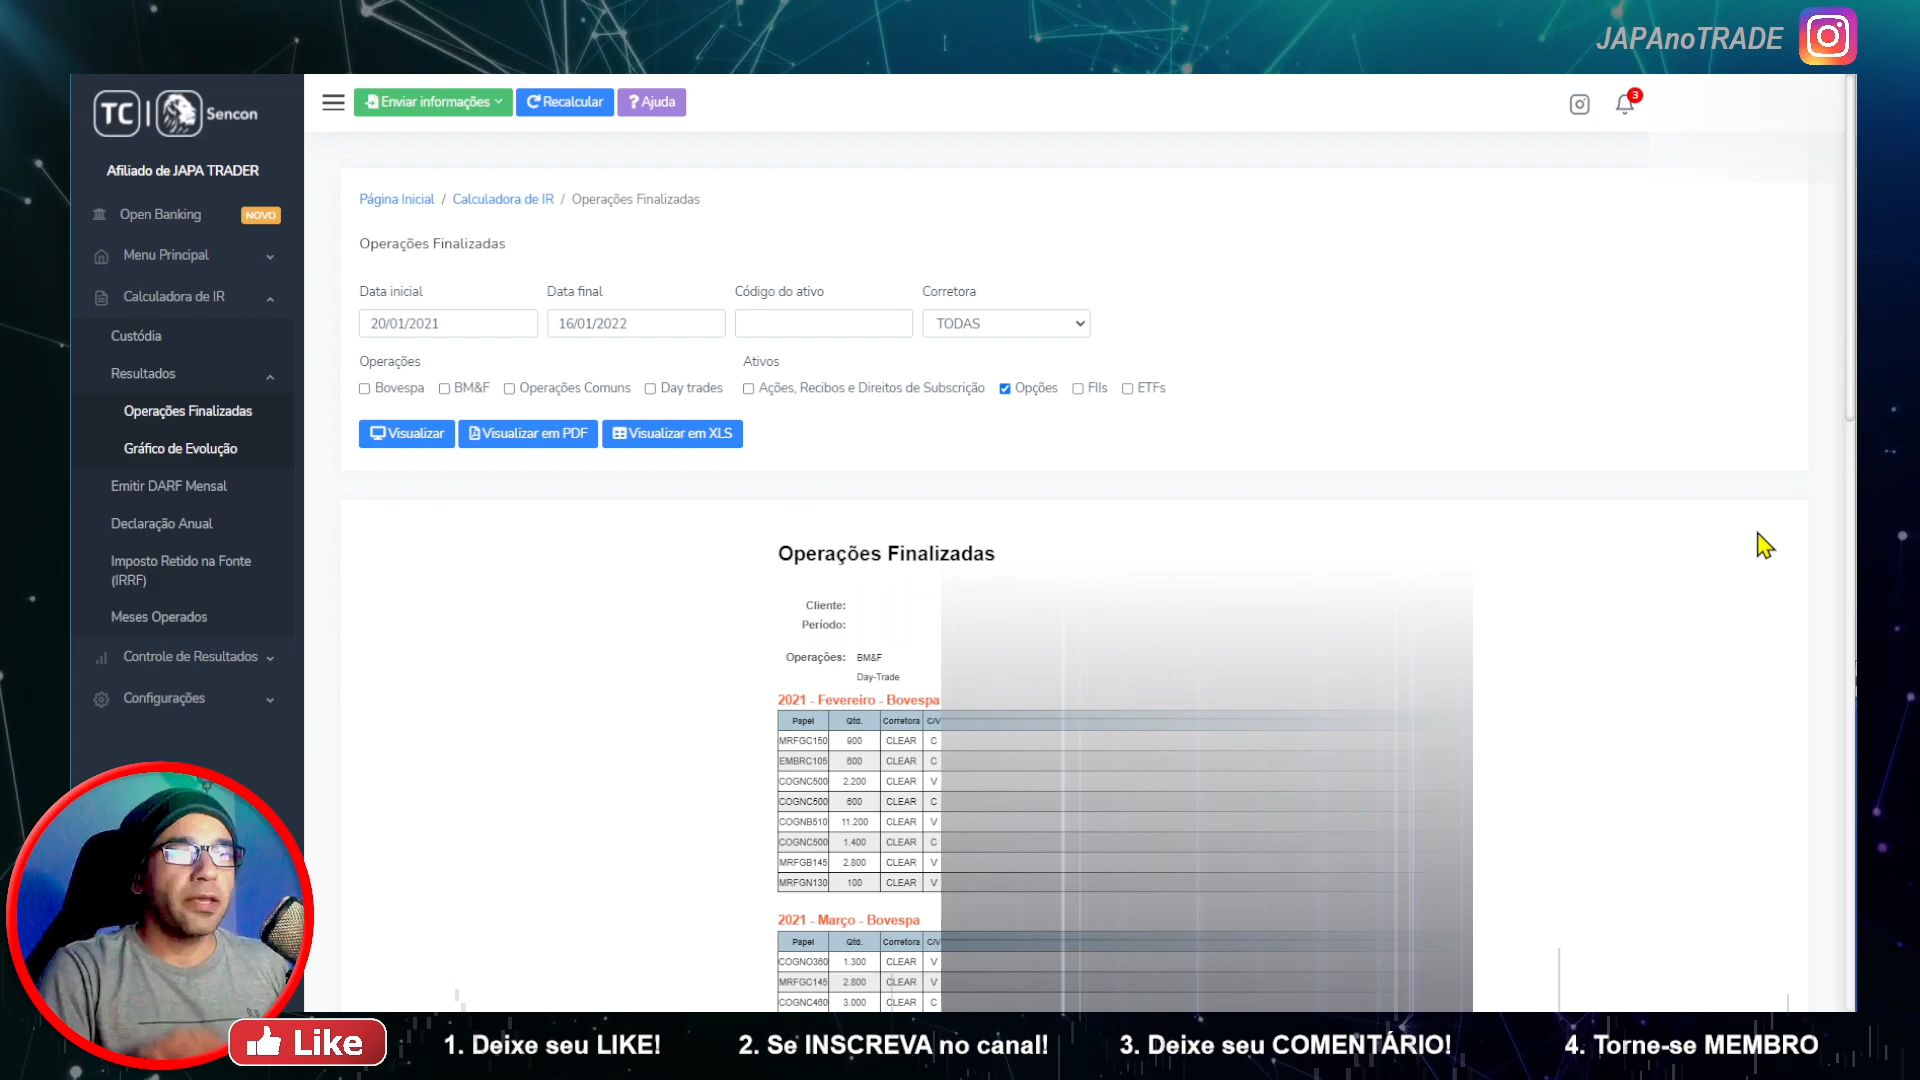 JAPAnoTRADE
TC | Sencon
Afiliado de JAPA TRADER
Open Banking NOVO
Menu Principal
Calculadora de IR
Custódia
Resultados
Operações Finalizadas
Gráfico de Evolução
Emitir DARF Mensal
Declaração Anual
Imposto Retido na Fonte
(IRRF)
Meses Operados
Controle de Resultados
Configurações
Enviar informações Recalcular ? Ajuda
3
Página Inicial / Calculadora de IR / Operações Finalizadas
Operações Finalizadas
Data inicial Data final Código do ativo Corretora
20/01/2021 16/01/2022 TODAS
Operações Ativos
Bovespa BM&F Operações Comuns Day trades Ações, Recibos e Direitos de Subscrição Opções FIIs ETFs
Visualizar Visualizar em PDF Visualizar em XLS
Operações Finalizadas
Cliente:
Período:
Operações: BM&F
Day-Trade
2021 - Fevereiro - Bovespa
Papel Qtd. Corretora C/V
MRFGC150 900 CLEAR C
EMBRC105 600 CLEAR C
COGNC500 2.200 CLEAR V
COGNC500 600 CLEAR C
COGNB510 11.200 CLEAR V
COGNC500 1.400 CLEAR C
MRFGB145 2.800 CLEAR V
MRFGN130 100 CLEAR V
2021 - Março - Bovespa
Papel Qtd. Corretora C/V
COGNO360 1.300 CLEAR V
MRFGC145 2.800 CLEAR V
COGNC460 3.000 CLEAR C
Like
1. Deixe seu LIKE! 2. Se INSCREVA no canal! 3. Deixe seu COMENTÁRIO! 4. Torne-se MEMBRO